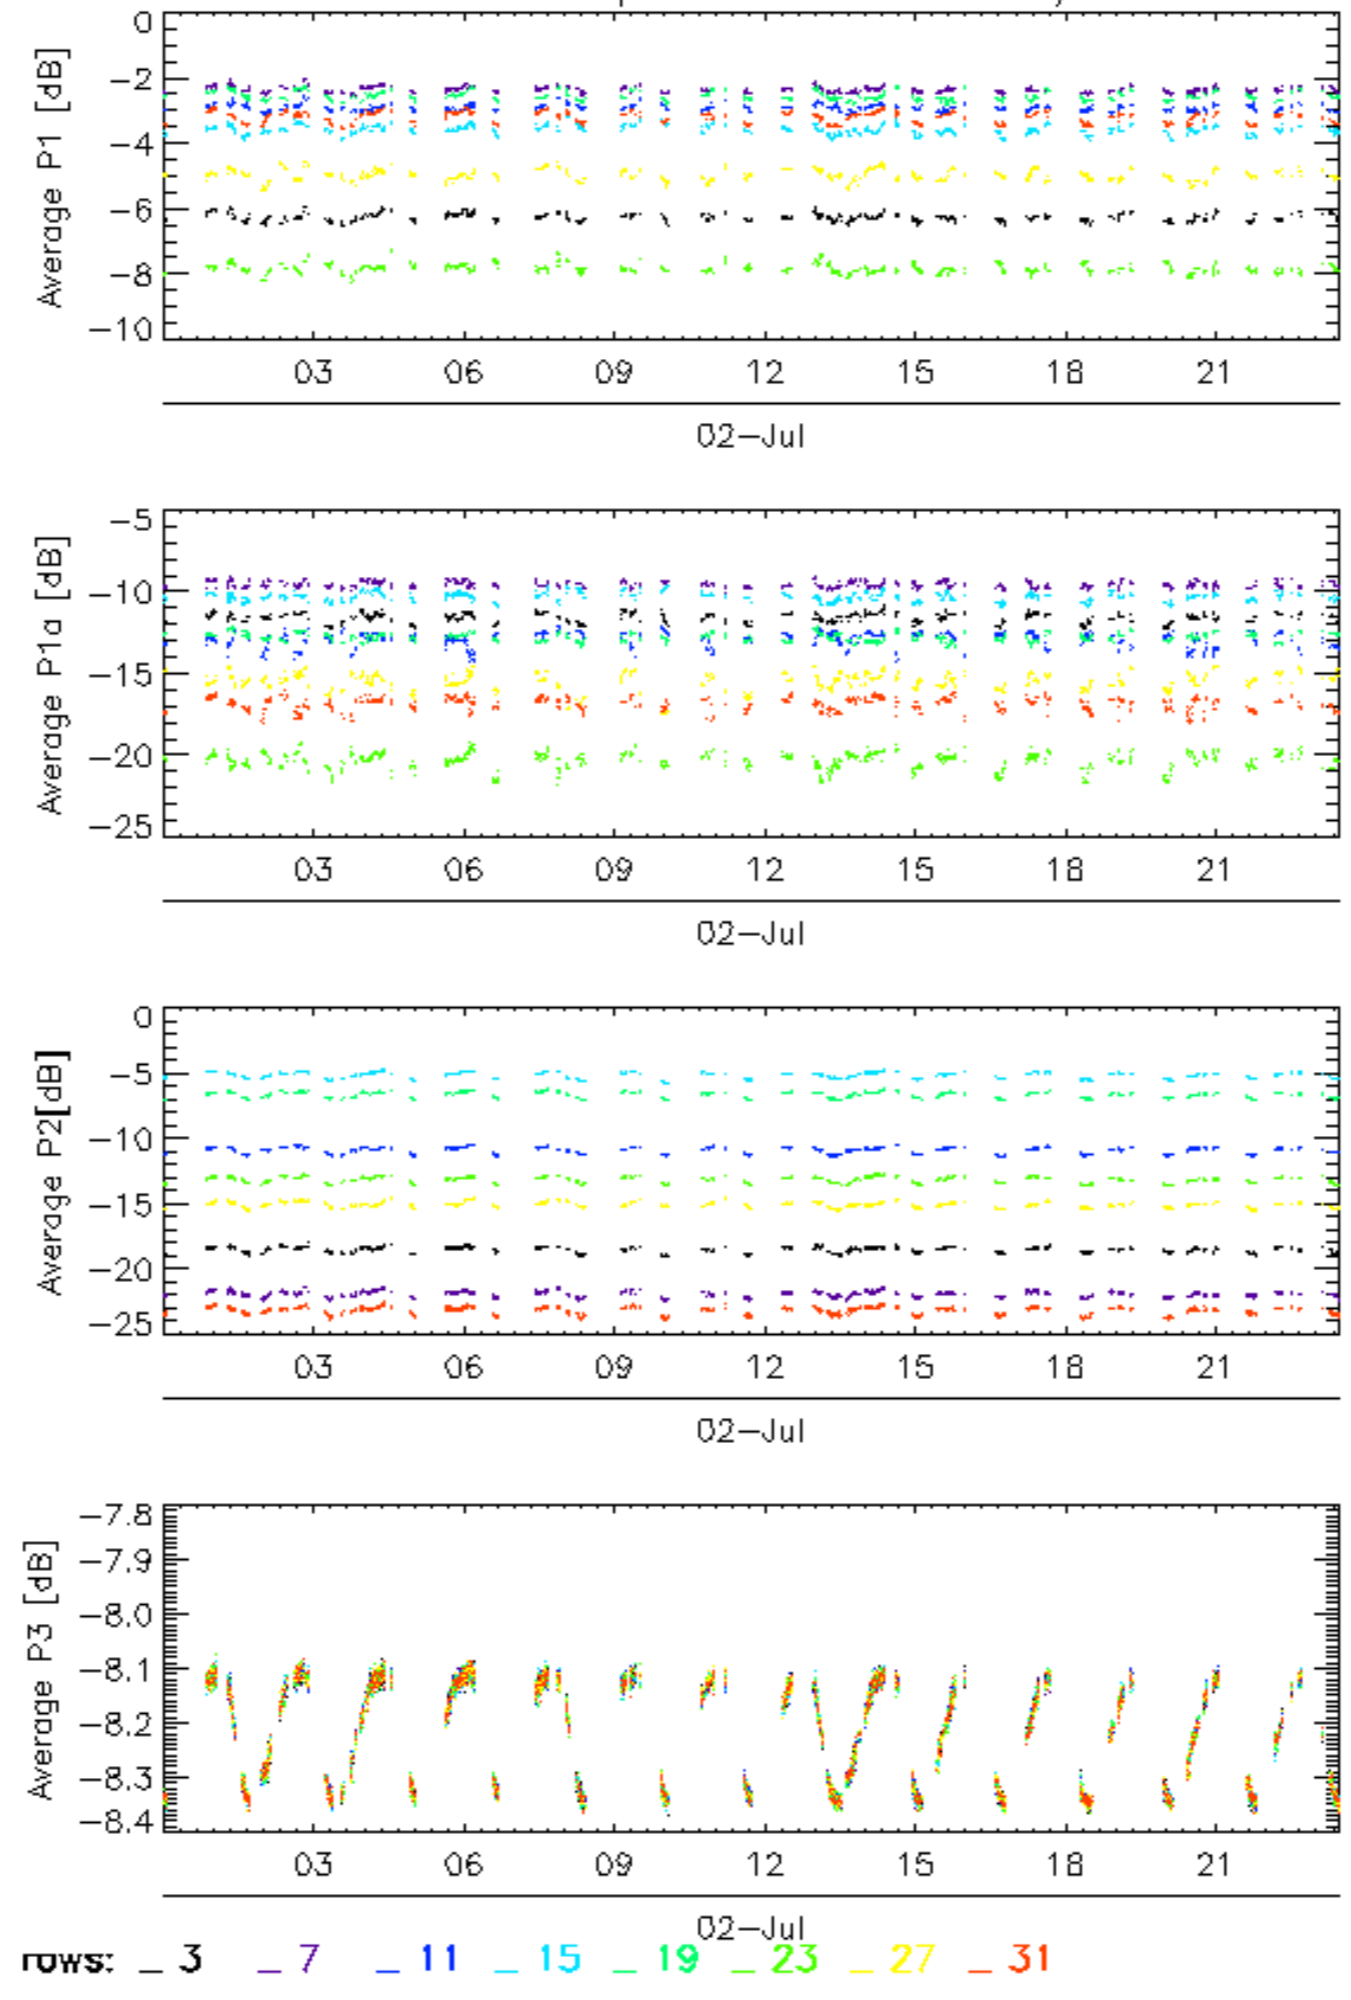 0
-2
-4
-6
-8
-10
Average P1 [dB]
03 06 09 12 15 18 21
02-Jul
-5
-10
-15
-20
-25
Average P1a [dB]
03 06 09 12 15 18 21
02-Jul
0
-5
-10
-15
-20
-25
Average P2[dB]
03 06 09 12 15 18 21
02-Jul
-7.8
-7.9
-8.0
-8.1
-8.2
-8.3
-8.4
Average P3 [dB]
03 06 09 12 15 18 21
02-Jul
rows: _ 3 _ 7 _ 11 _ 15 _ 19 _ 23 _ 27 _ 31